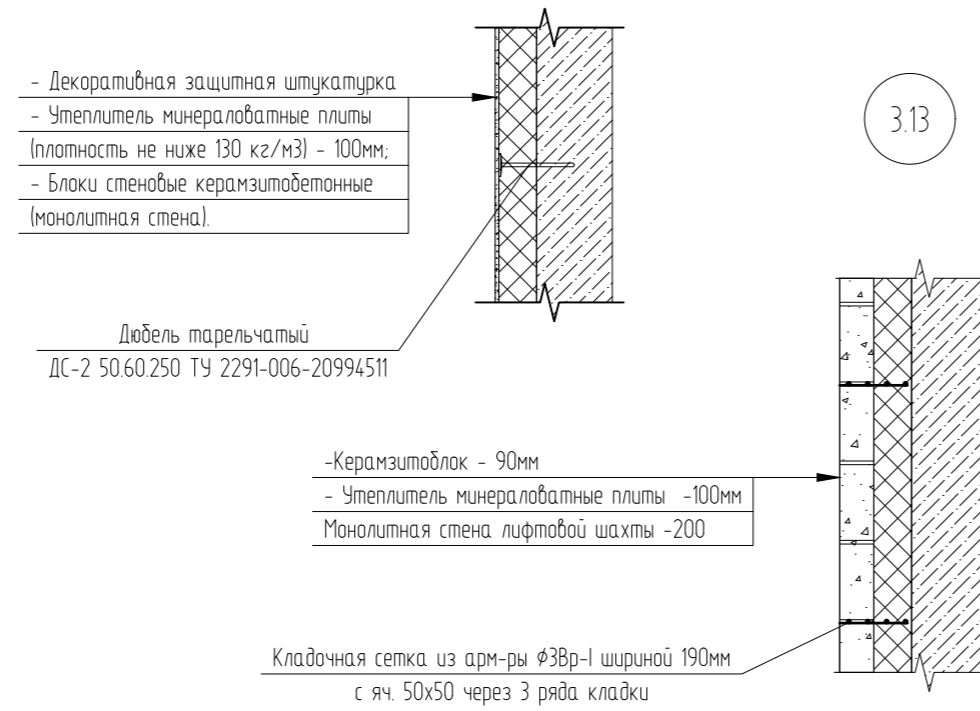 - Декоративная защитная штукатурка
- Утеплитель минераловатные плиты
(плотность не ниже 130 кг/м3) - 100мм;
- Блоки стеновые керамзитобетонные
(монолитная стена).
3.13
Дюбель тарельчатый
ДС-2 50.60.250 ТУ 2291-006-20994511
-Керамзитоблок - 90мм
- Утеплитель минераловатные плиты -100мм
Монолитная стена лифтовой шахты -200
Кладочная сетка из арм-ры ф3Вр-I шириной 190мм
с яч. 50х50 через 3 ряда кладки